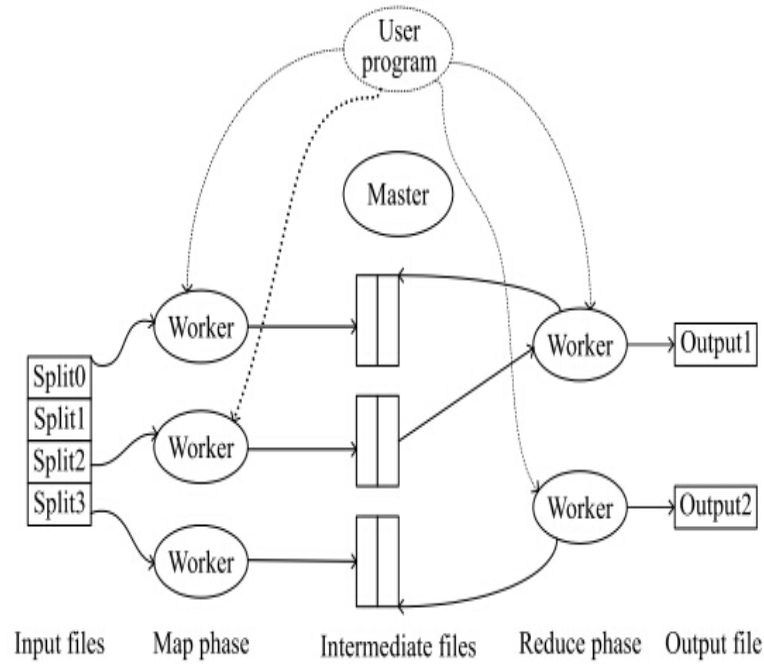 User
program
Master
Worker
Worker
Output1
Split0
Split1
Worker
Split2
Split3
Worker
Output2
Worker
Input files
Map phase
Intermediate files
Reduce phase
Output file